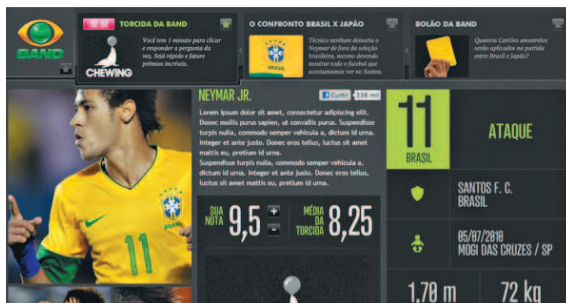 BAND
TORCIDA DA BAND
Você tem 1 minuto para clicar
e responder a pergunta da
vez. Seja rápido e fature
prêmios incríveis.
CHEWING
O CONFRONTO BRASIL X JAPÃO
Técnico nenhum deixaria o
Neymar de fora da seleção
brasileira, mesmo devendo
mostrar todo o futebol que
acostumamos ver no Santos.
BOLÃO DA BAND
Quantos Cartões amarelos
serão aplicados na partida
entre Brasil e Japão?
NEYMAR JR.
Curtir
338 mil
Lorem ipsum dolor sit amet, consectetur adipiscing elit.
Donec mollis purus sapien, ut convallis purus. Suspendisse
turpis nulla, commodo semper vehicula a, dictum id urna.
Integer et ante justo. Donec eros tellus, luctus sit amet
mattis eu, pretium id urna.
Suspendisse turpis nulla, commodo semper vehicula a,
dictum id urna. Integer et ante justo. Donec eros tellus,
luctus sit amet mattis eu, pretium id urna.
SUA
NOTA
9,5
+
-
MÉDIA
DA
TORCIDA
8,25
11
BRASIL
ATAQUE
SANTOS F. C.
BRASIL
05/07/2010
MOGI DAS CRUZES / SP
1,70 m
72 kg
11